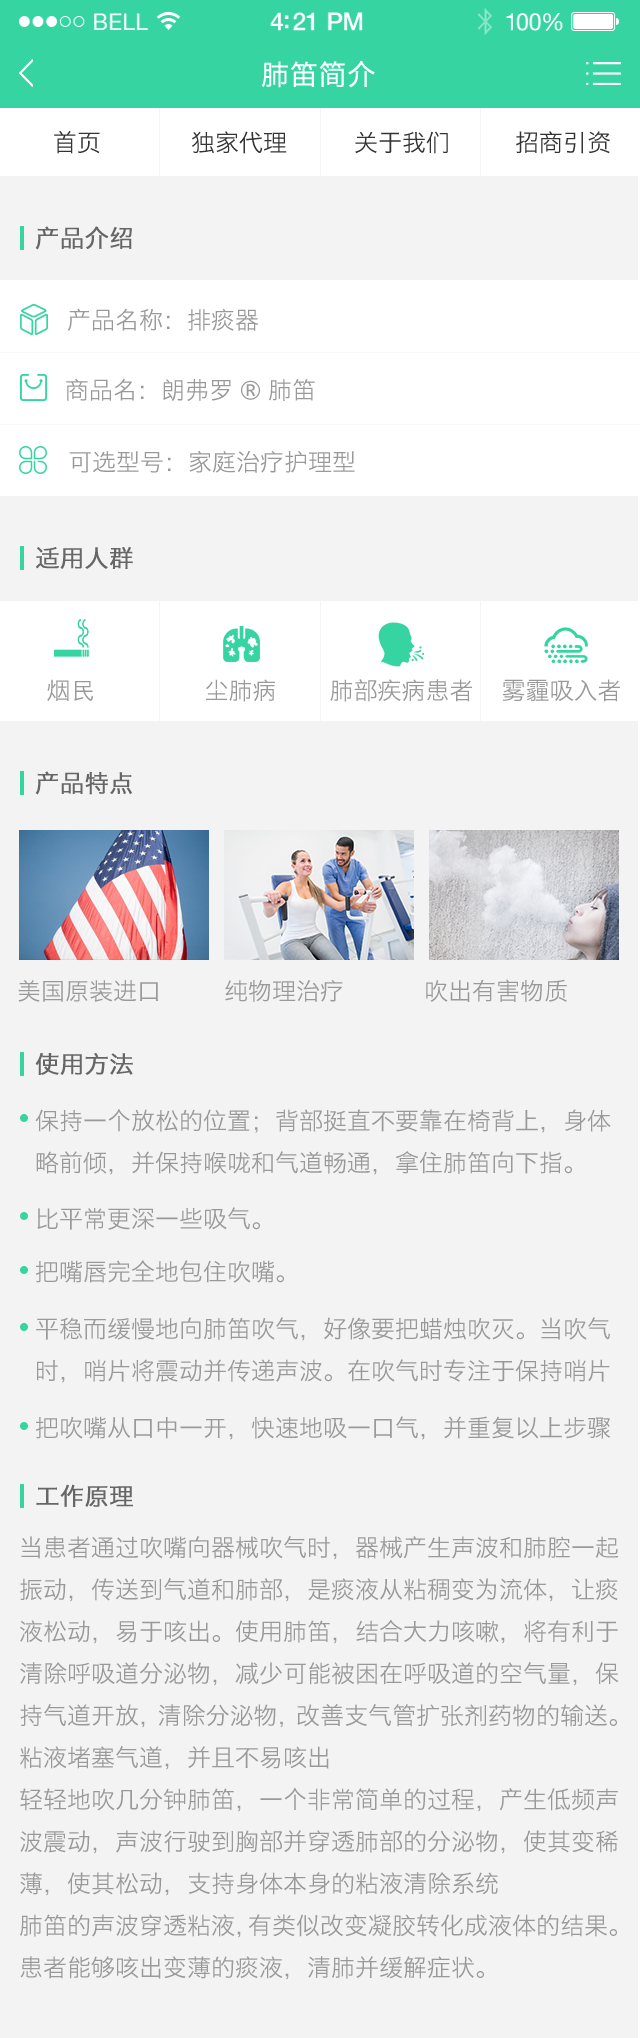 BELL 4:21 PM 100%
肺笛简介
首页 独家代理 关于我们 招商引资
产品介绍
产品名称：排痰器
商品名：朗弗罗 ® 肺笛
可选型号：家庭治疗护理型
适用人群
烟民 尘肺病 肺部疾病患者 雾霾吸入者
产品特点
美国原装进口 纯物理治疗 吹出有害物质
使用方法
保持一个放松的位置；背部挺直不要靠在椅背上，身体
略前倾，并保持喉咙和气道畅通，拿住肺笛向下指。
比平常更深一些吸气。
把嘴唇完全地包住吹嘴。
平稳而缓慢地向肺笛吹气，好像要把蜡烛吹灭。当吹气
时，哨片将震动并传递声波。在吹气时专注于保持哨片
把吹嘴从口中一开，快速地吸一口气，并重复以上步骤
工作原理
当患者通过吹嘴向器械吹气时，器械产生声波和肺腔一起
振动，传送到气道和肺部，是痰液从粘稠变为流体，让痰
液松动，易于咳出。使用肺笛，结合大力咳嗽，将有利于
清除呼吸道分泌物，减少可能被困在呼吸道的空气量，保
持气道开放，清除分泌物，改善支气管扩张剂药物的输送。
粘液堵塞气道，并且不易咳出
轻轻地吹几分钟肺笛，一个非常简单的过程，产生低频声
波震动，声波行驶到胸部并穿透肺部的分泌物，使其变稀
薄，使其松动，支持身体本身的粘液清除系统
肺笛的声波穿透粘液，有类似改变凝胶转化成液体的结果。
患者能够咳出变薄的痰液，清肺并缓解症状。